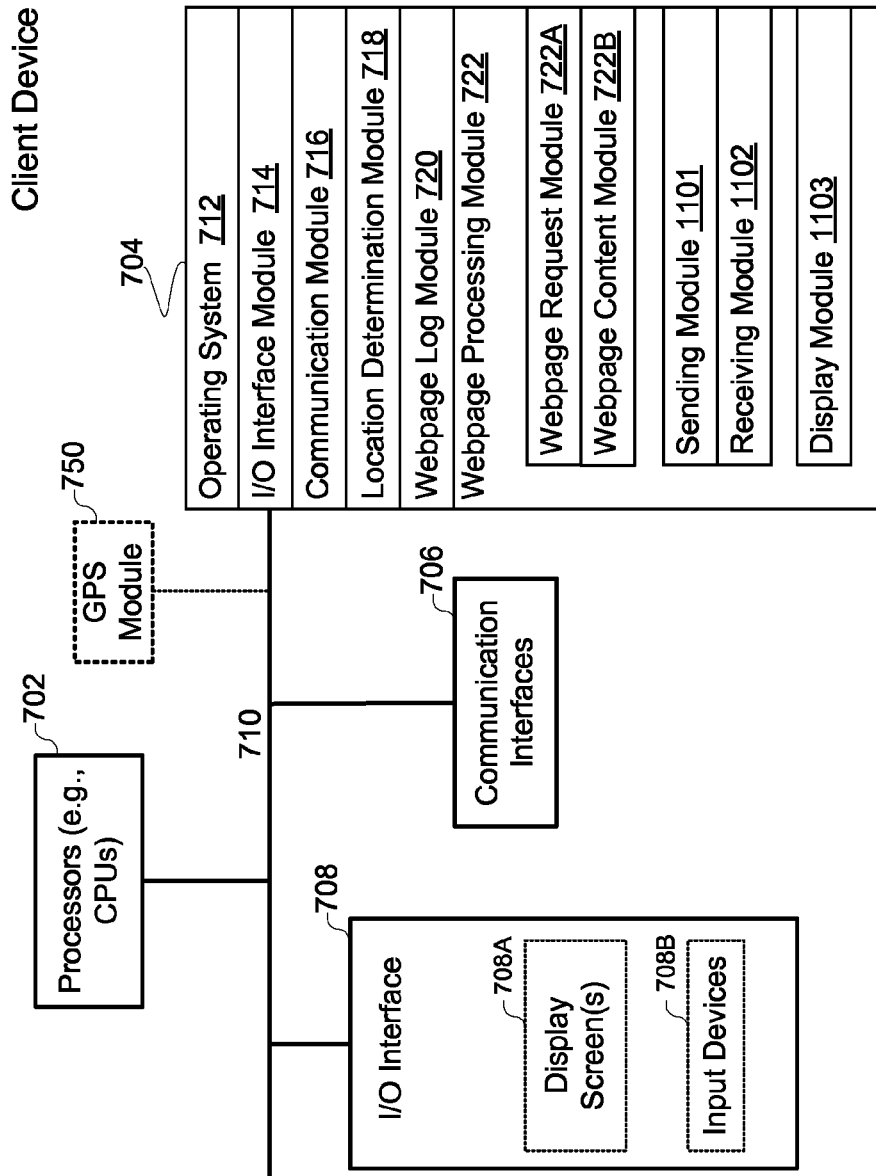 Client Device
704
Operating System 712
I/O Interface Module 714
Communication Module 716
Location Determination Module 718
Webpage Log Module 720
Webpage Processing Module 722
Webpage Request Module 722A
Webpage Content Module 722B
Sending Module 1101
Receiving Module 1102
Display Module 1103
750
GPS
Module
702
Processors (e.g.,
CPUs)
710
706
Communication
Interfaces
708
I/O Interface
708A
Display
Screen(s)
708B
Input Devices